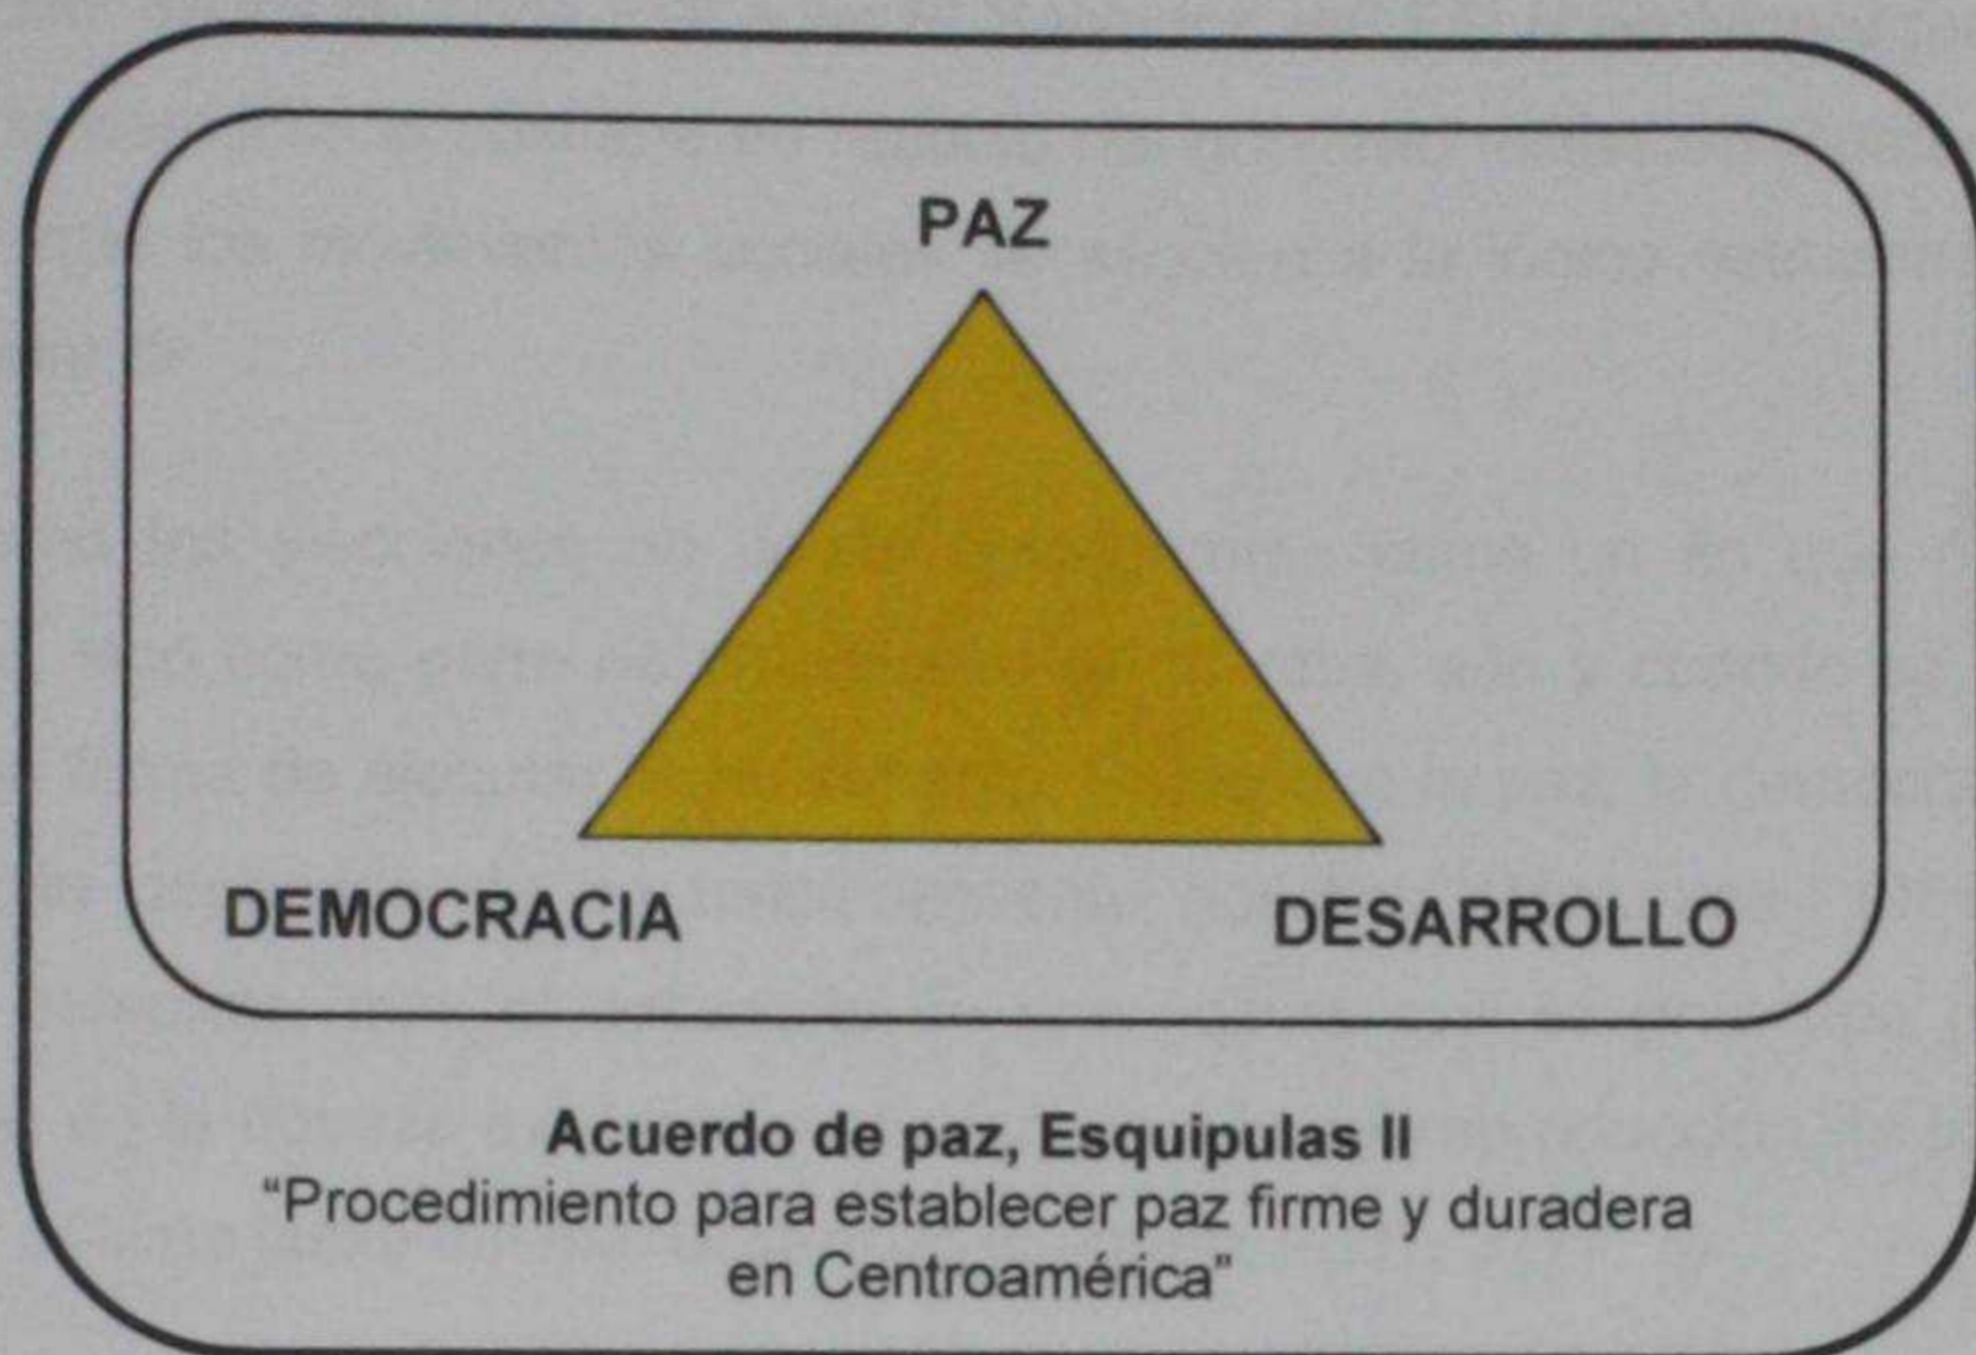 PAZ
DEMOCRACIA DESARROLLO
Acuerdo de paz, Esquipulas II
“Procedimiento para establecer paz firme y duradera
en Centroamérica”